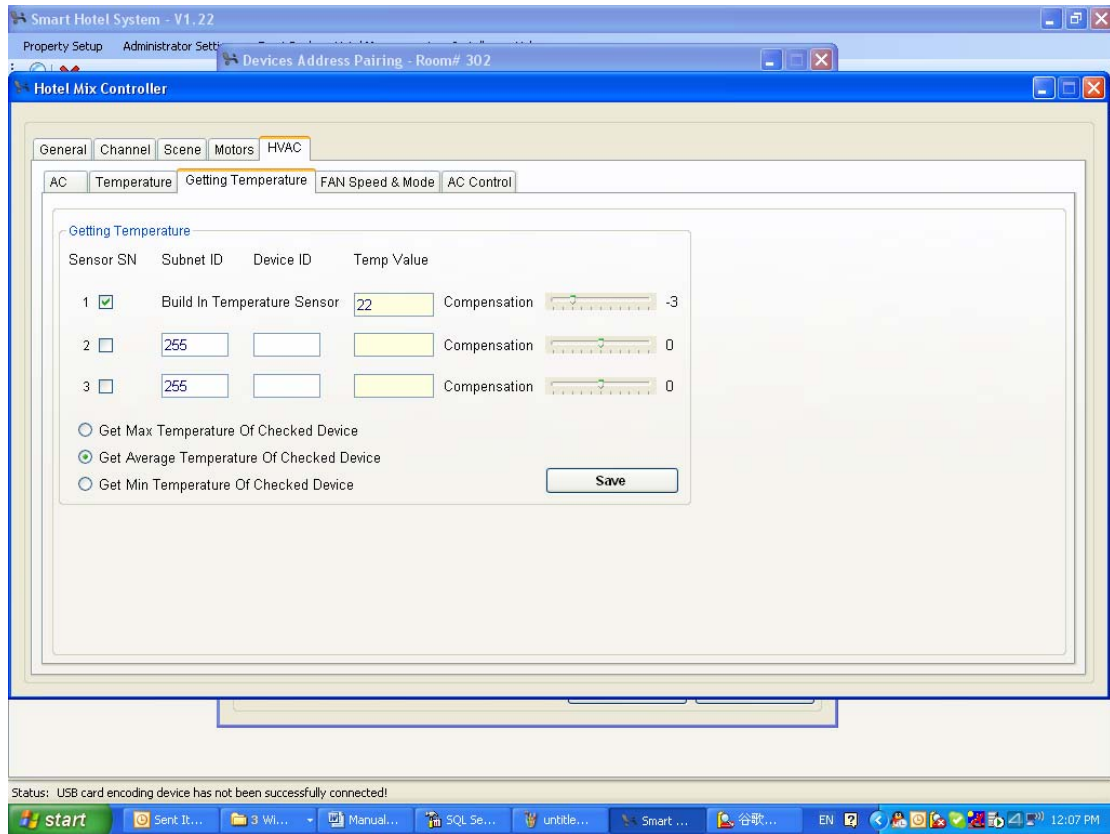 Smart Hotel System - V1.22
Property Setup Administrator
Devices Address Pairing - Room# 302
Hotel Mix Controller
General Channel Scene Motors HVAC
AC Temperature Getting Temperature FAN Speed & Mode AC Control
Getting Temperature
Sensor SN Subnet ID Device ID Temp Value
1 Build In Temperature Sensor 22 Compensation -3
2 255 Compensation 0
3 255 Compensation 0
Get Max Temperature Of Checked Device
Get Average Temperature Of Checked Device
Get Min Temperature Of Checked Device
Save
Status: USB card encoding device has not been successfully connected!
start Sent It... 3 Wi... Manual... SQL Se... untitle... Smart ... 谷歌... EN 12:07 PM